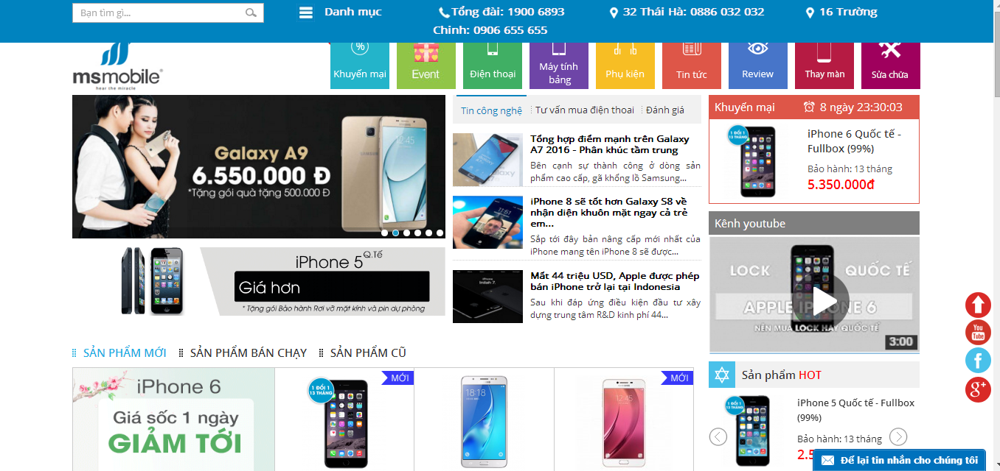 Bạn tìm gì...
Danh mục
Tổng đài: 1900 6893
32 Thái Hà: 0886 032 032
16 Trường
Chinh: 0906 655 655
msmobile®
hear the miracle
%
Khuyến mại
Event
Điện thoại
Máy tính
bảng
Phụ kiện
Tin tức
Review
Thay màn
Sửa chữa
Galaxy A9
6.550.000 Đ
*Tặng gói quà tặng 500.000 Đ
SAMSUNG
12:45
iPhone 5 Q.Tế
Giá hơn
* Tặng gói Bảo hành Rơi vỡ mặt kính và pin dự phòng
Tin công nghệ
Tư vấn mua điện thoai
Đánh giá
Tổng hợp điểm mạnh trên Galaxy
A7 2016 - Phân khúc tầm trung
Bên cạnh sự thành công ở dòng sản
phẩm cao cấp, gã khổng lồ Samsung...
iPhone 8 sẽ tốt hơn Galaxy S8 về
nhận diện khuôn mặt ngay cả trẻ
em...
Sắp tới đây bản nâng cấp mới nhất của
iPhone mang tên iPhone 8 sẽ được...
Mất 44 triệu USD, Apple được phép
bán iPhone trở lại tại Indonesia
Sau khi đáp ứng điều kiện đầu tư xây
dựng trung tâm R&D kinh phí 44...
Khuyến mại
8 ngày 23:30:03
1 ĐỔI 1
13 THÁNG
iPhone 6 Quốc tế -
Fullbox (99%)
Bảo hành: 13 tháng
5.350.000đ
Kênh youtube
LOCK
QUỐC TẾ
APPLE IPHONE 6
NÊN MUA LOCK HAY QUỐC TẾ
3:00
You
Tube
f
g+
SẢN PHẨM MỚI
SẢN PHẨM BÁN CHẠY
SẢN PHẨM CŨ
iPhone 6
Giá sốc 1 ngày
GIẢM TỚI
1 ĐỔI 1
13 THÁNG
MỚI
18:18
MỚI
12:45
Sản phẩm HOT
1 ĐỔI 1
13 THÁNG
iPhone 5 Quốc tế - Fullbox
(99%)
Bảo hành: 13 tháng
Để lại tin nhắn cho chúng tôi